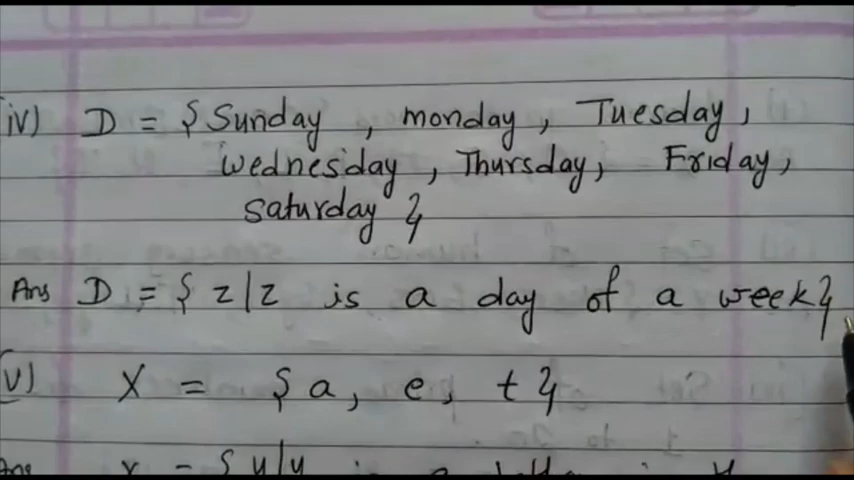 iv) D = {Sunday , monday, Tuesday,
wednesday, Thursday, Friday,
saturday }
Ans D = { z/z is a day of a week}
v) X = {a, e, t}